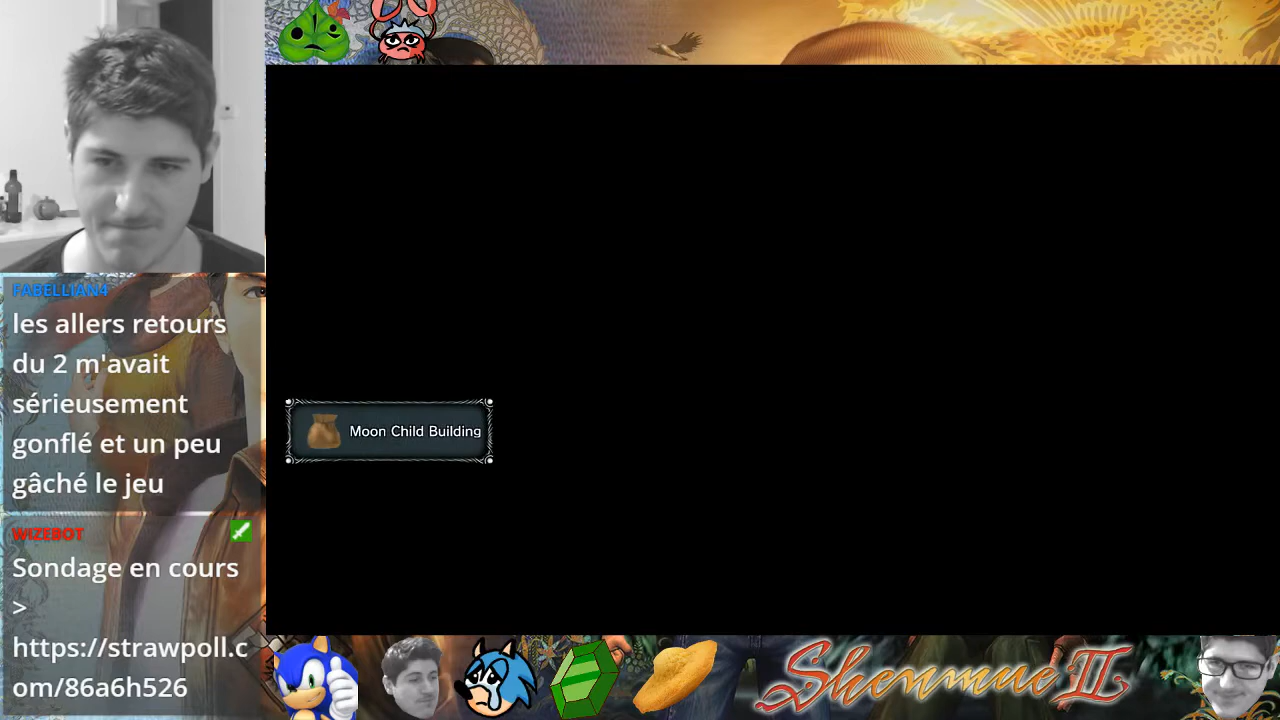 FABELLIAN4
les allers retours
du 2 m'avait
sérieusement
gonflé et un peu
gâché le jeu
Moon Child Building
WIZEBOT
Sondage en cours
>
https://strawpoll.c
om/86a6h526
Shenmue II